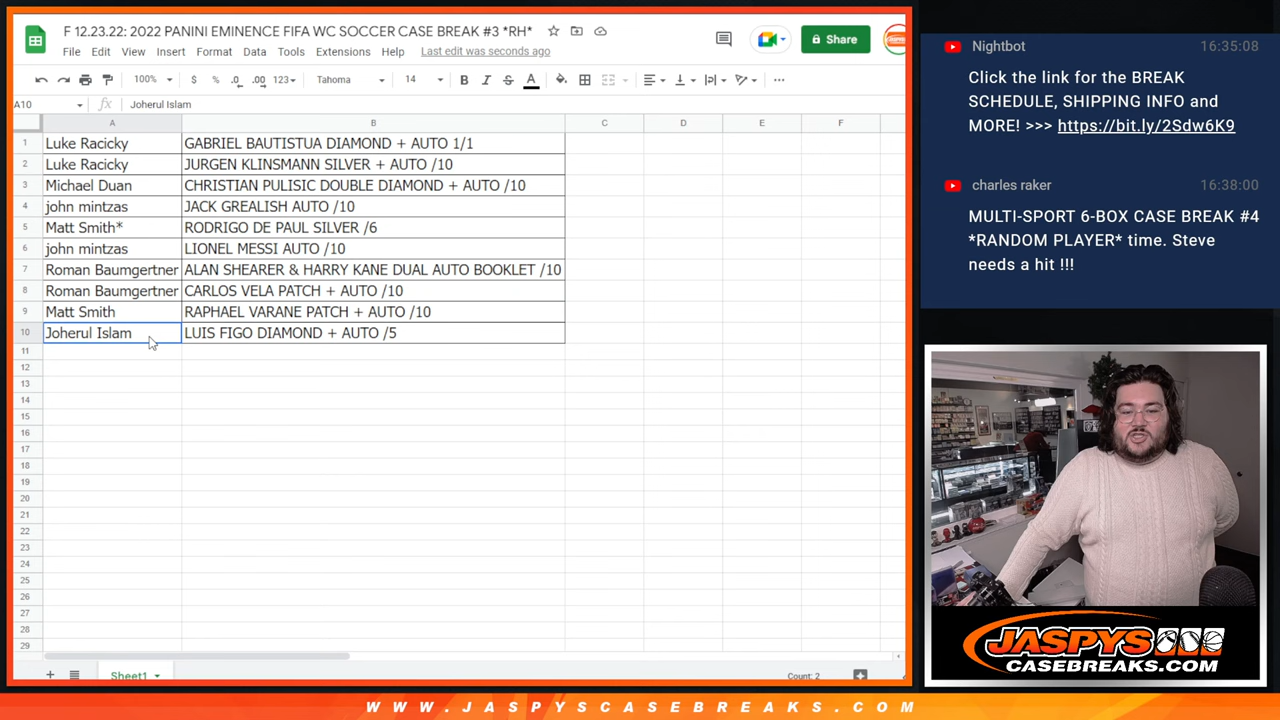 F 12.23.22: 2022 PANINI EMINENCE FIFA WC SOCCER CASE BREAK #3 *RH*
File Edit View Insert Format Data Tools Extensions Help Last edit was seconds ago
Share
100% $ % .0 .00 123 Tahoma 14 B I S A
A10 fx Joherul Islam
A B C D E F
1 Luke Racicky GABRIEL BAUTISTUA DIAMOND + AUTO 1/1
2 Luke Racicky JURGEN KLINSMANN SILVER + AUTO /10
3 Michael Duan CHRISTIAN PULISIC DOUBLE DIAMOND + AUTO /10
4 john mintzas JACK GREALISH AUTO /10
5 Matt Smith* RODRIGO DE PAUL SILVER /6
6 john mintzas LIONEL MESSI AUTO /10
7 Roman Baumgertner ALAN SHEARER & HARRY KANE DUAL AUTO BOOKLET /10
8 Roman Baumgertner CARLOS VELA PATCH + AUTO /10
9 Matt Smith RAPHAEL VARANE PATCH + AUTO /10
10 Joherul Islam LUIS FIGO DIAMOND + AUTO /5
11
12
13
14
15
16
17
18
19
20
21
22
23
24
25
26
27
28
29
Sheet1
Count: 2
Nightbot 16:35:08
Click the link for the BREAK
SCHEDULE, SHIPPING INFO and
MORE! >>> https://bit.ly/2Sdw6K9
charles raker 16:38:00
MULTI-SPORT 6-BOX CASE BREAK #4
*RANDOM PLAYER* time. Steve
needs a hit !!!
JASPYS
CASEBREAKS.COM
WWW.JASPYSCASEBREAKS.COM